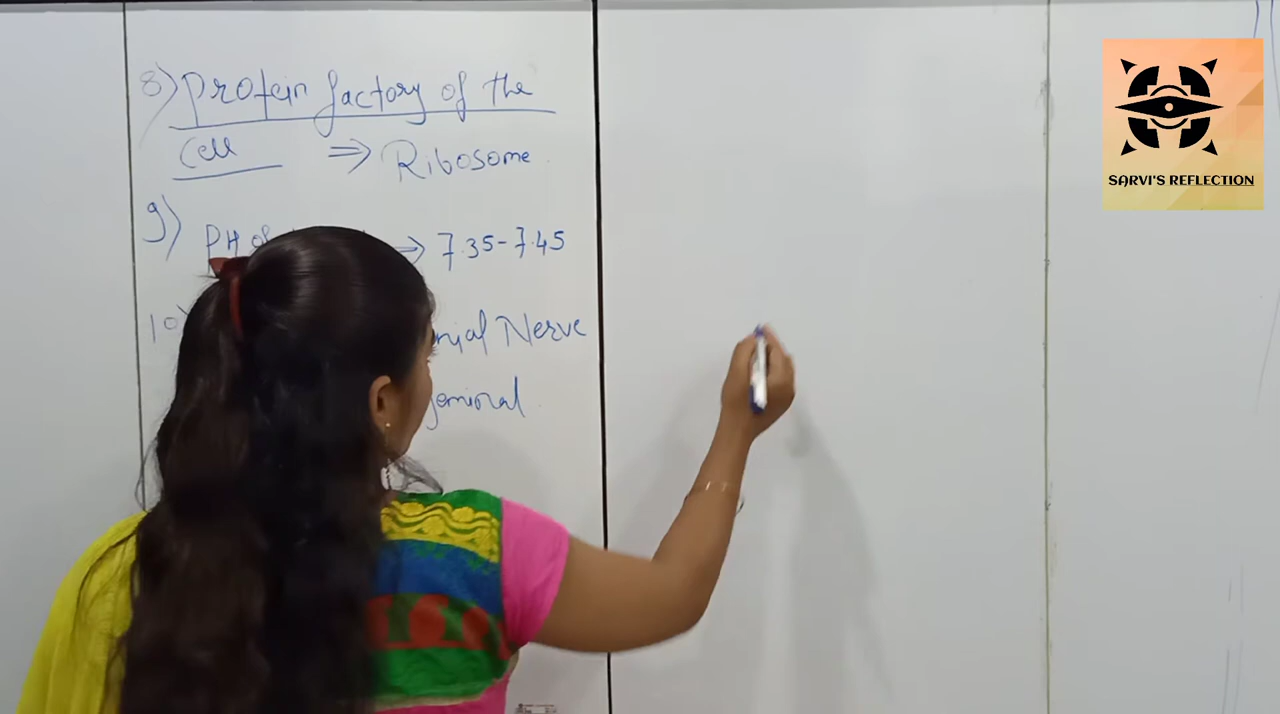 8) Protein factory of the
Cell ⇒ Ribosome
9) PH of ⇒ 7.35-7.45
10) nial Nerve
geminal
SARVI'S REFLECTION